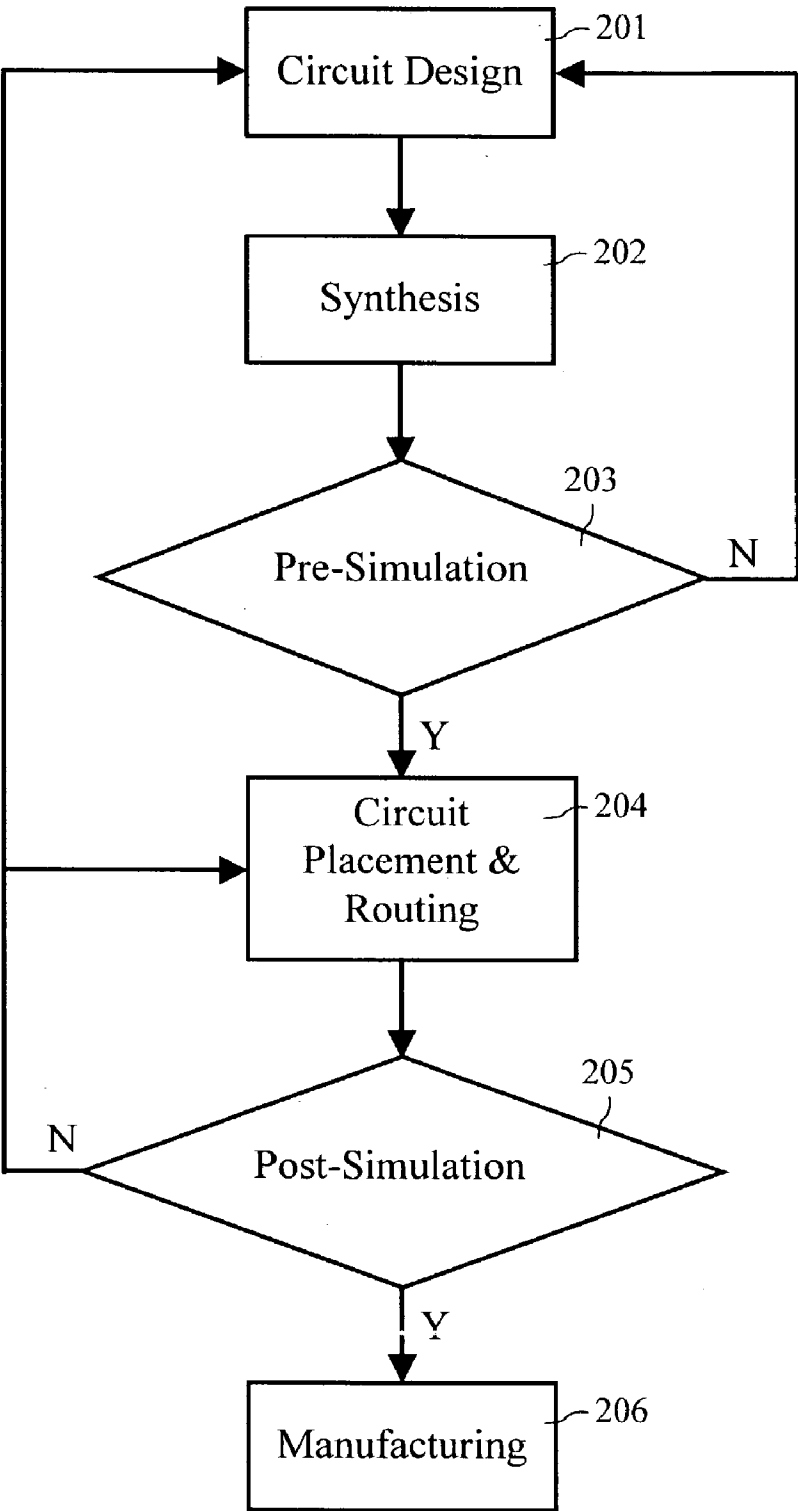 201
Circuit Design
202
Synthesis
203
Pre-Simulation
N
Y
204
Circuit
Placement &
Routing
205
N
Post-Simulation
Y
206
Manufacturing